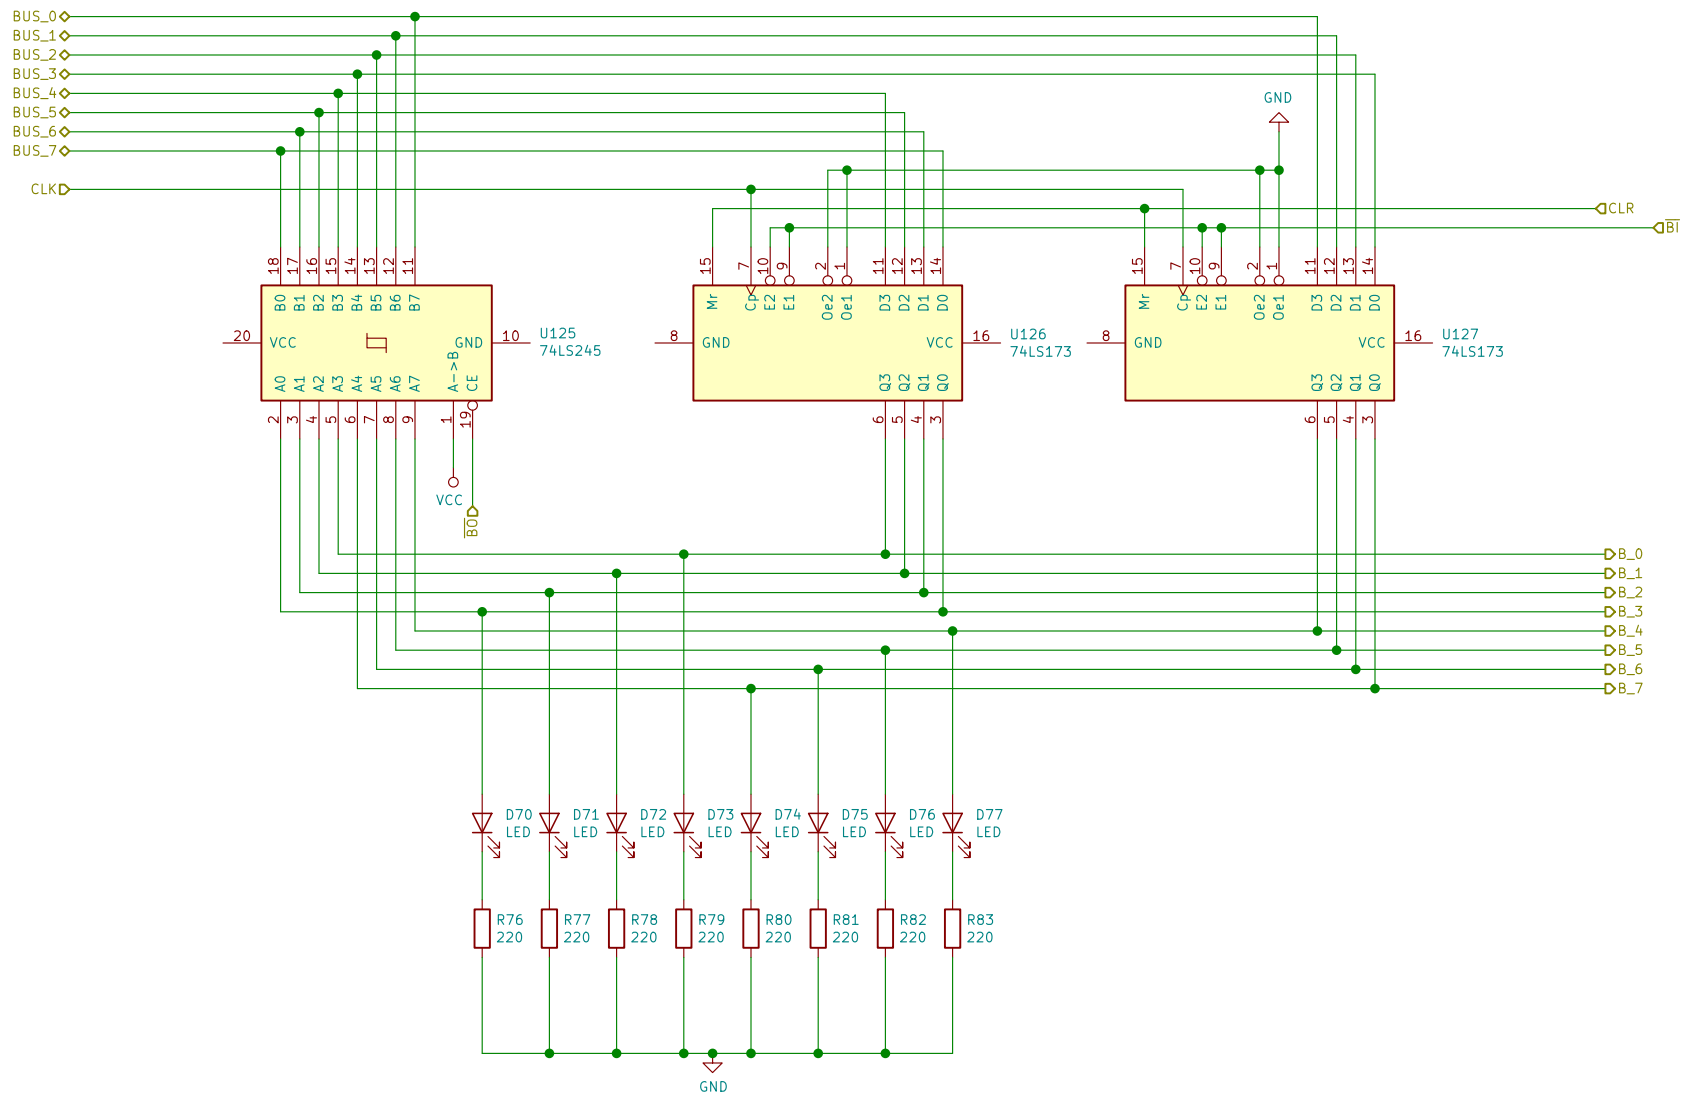 BUS_0
BUS_1
BUS_2
BUS_3
BUS_4
BUS_5
BUS_6
BUS_7
CLK
GND
CLR
BI
18 17 16 15 14 13 12 11
15 7 10 9 2 1 11 12 13 14
15 7 10 9 2 1 11 12 13 14
B0 B1 B2 B3 B4 B5 B6 B7
Mr Cp E2 E1 Oe2 Oe1 D3 D2 D1 D0
Mr Cp E2 E1 Oe2 Oe1 D3 D2 D1 D0
20 VCC GND 10
U125
74LS245
8 GND VCC 16
U126
74LS173
8 GND VCC 16
U127
74LS173
A0 A1 A2 A3 A4 A5 A6 A7 A->B CE
Q3 Q2 Q1 Q0
Q3 Q2 Q1 Q0
2 3 4 5 6 7 8 9 1 19
6 5 4 3
6 5 4 3
VCC
BO
B_0
B_1
B_2
B_3
B_4
B_5
B_6
B_7
D70 D71 D72 D73 D74 D75 D76 D77
LED LED LED LED LED LED LED LED
R76 R77 R78 R79 R80 R81 R82 R83
220 220 220 220 220 220 220 220
GND